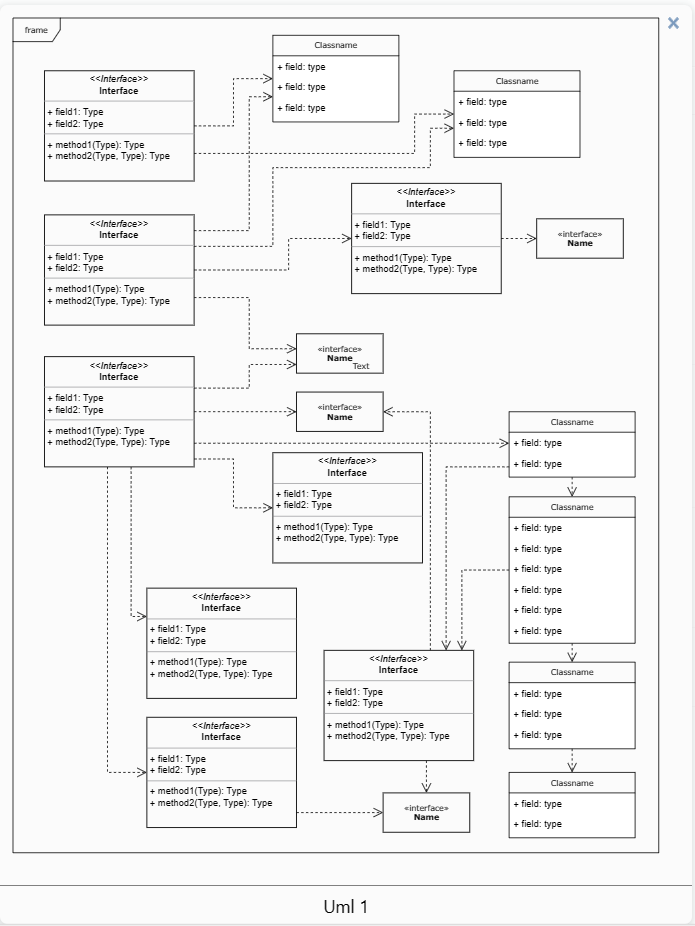 frame
Classname
+ field: type
+ field: type
+ field: type
<<Interface>>
Interface
+ field1: Type
+ field2: Type
+ method1(Type): Type
+ method2(Type, Type): Type
Classname
+ field: type
+ field: type
+ field: type
<<Interface>>
Interface
+ field1: Type
+ field2: Type
+ method1(Type): Type
+ method2(Type, Type): Type
<<Interface>>
Interface
+ field1: Type
+ field2: Type
+ method1(Type): Type
+ method2(Type, Type): Type
«interface»
Name
«interface»
Name
Text
<<Interface>>
Interface
+ field1: Type
+ field2: Type
+ method1(Type): Type
+ method2(Type, Type): Type
«interface»
Name
Classname
+ field: type
+ field: type
<<Interface>>
Interface
+ field1: Type
+ field2: Type
+ method1(Type): Type
+ method2(Type, Type): Type
Classname
+ field: type
+ field: type
+ field: type
+ field: type
+ field: type
+ field: type
<<Interface>>
Interface
+ field1: Type
+ field2: Type
+ method1(Type): Type
+ method2(Type, Type): Type
<<Interface>>
Interface
+ field1: Type
+ field2: Type
+ method1(Type): Type
+ method2(Type, Type): Type
Classname
+ field: type
+ field: type
+ field: type
<<Interface>>
Interface
+ field1: Type
+ field2: Type
+ method1(Type): Type
+ method2(Type, Type): Type
«interface»
Name
Classname
+ field: type
+ field: type
Uml 1